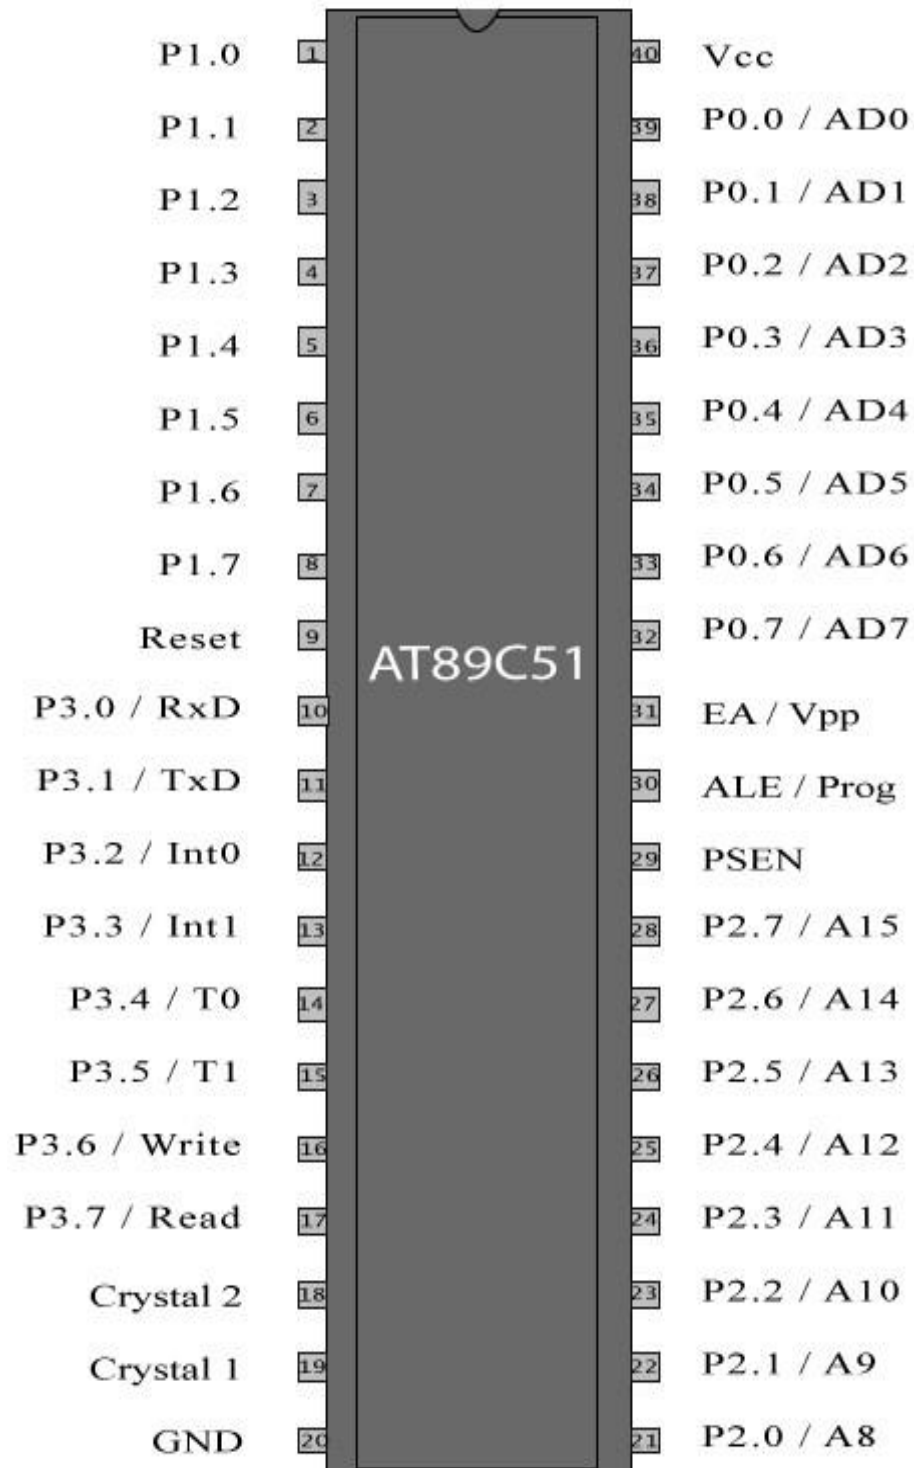 P1.0 1 40 Vcc
P1.1 2 39 P0.0 / AD0
P1.2 3 38 P0.1 / AD1
P1.3 4 37 P0.2 / AD2
P1.4 5 36 P0.3 / AD3
P1.5 6 35 P0.4 / AD4
P1.6 7 34 P0.5 / AD5
P1.7 8 33 P0.6 / AD6
Reset 9 32 P0.7 / AD7
AT89C51
P3.0 / RxD 10 31 EA / Vpp
P3.1 / TxD 11 30 ALE / Prog
P3.2 / Int0 12 29 PSEN
P3.3 / Int1 13 28 P2.7 / A15
P3.4 / T0 14 27 P2.6 / A14
P3.5 / T1 15 26 P2.5 / A13
P3.6 / Write 16 25 P2.4 / A12
P3.7 / Read 17 24 P2.3 / A11
Crystal 2 18 23 P2.2 / A10
Crystal 1 19 22 P2.1 / A9
GND 20 21 P2.0 / A8